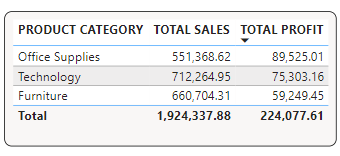 PRODUCT CATEGORY TOTAL SALES TOTAL PROFIT
Office Supplies 551,368.62 89,525.01
Technology 712,264.95 75,303.16
Furniture 660,704.31 59,249.45
Total 1,924,337.88 224,077.61